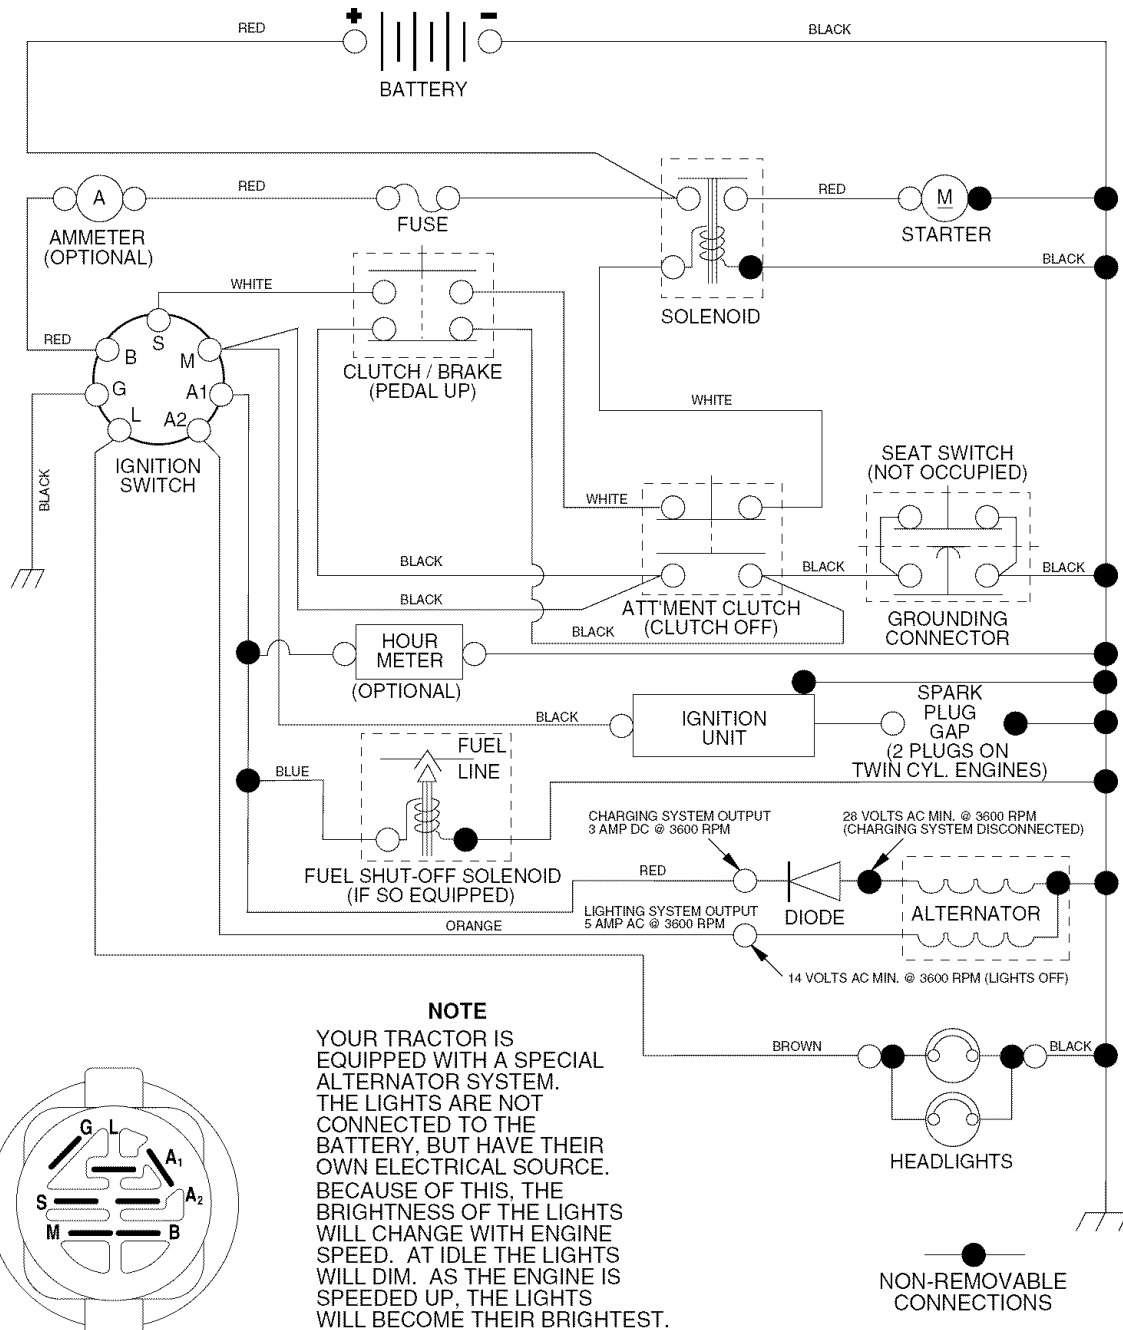 +
−
RED
BLACK
BATTERY
A
RED
FUSE
RED
M
STARTER
AMMETER
(OPTIONAL)
BLACK
WHITE
SOLENOID
RED
S
B
M
G
A1
L
A2
CLUTCH / BRAKE
(PEDAL UP)
WHITE
IGNITION
SWITCH
BLACK
SEAT SWITCH
(NOT OCCUPIED)
WHITE
BLACK
BLACK
BLACK
BLACK
ATT'MENT CLUTCH
(CLUTCH OFF)
BLACK
GROUNDING
CONNECTOR
HOUR
METER
(OPTIONAL)
BLACK
IGNITION
UNIT
SPARK
PLUG
GAP
(2 PLUGS ON
TWIN CYL. ENGINES)
FUEL
LINE
BLUE
FUEL SHUT-OFF SOLENOID
(IF SO EQUIPPED)
CHARGING SYSTEM OUTPUT
3 AMP DC @ 3600 RPM
28 VOLTS AC MIN. @ 3600 RPM
(CHARGING SYSTEM DISCONNECTED)
RED
DIODE
ALTERNATOR
LIGHTING SYSTEM OUTPUT
5 AMP AC @ 3600 RPM
ORANGE
14 VOLTS AC MIN. @ 3600 RPM (LIGHTS OFF)
BROWN
BLACK
HEADLIGHTS
NOTE
YOUR TRACTOR IS
EQUIPPED WITH A SPECIAL
ALTERNATOR SYSTEM.
THE LIGHTS ARE NOT
CONNECTED TO THE
BATTERY, BUT HAVE THEIR
OWN ELECTRICAL SOURCE.
BECAUSE OF THIS, THE
BRIGHTNESS OF THE LIGHTS
WILL CHANGE WITH ENGINE
SPEED. AT IDLE THE LIGHTS
WILL DIM. AS THE ENGINE IS
SPEEDED UP, THE LIGHTS
WILL BECOME THEIR BRIGHTEST.
G L
A1
A2
S
M
B
NON-REMOVABLE
CONNECTIONS